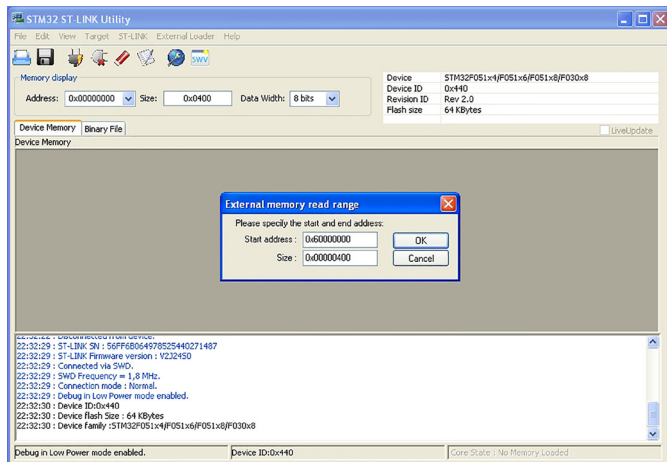 STM32 ST-LINK Utility
File Edit View Target ST-LINK External Loader Help
SWV
Memory display
Address: 0x00000000 Size: 0x0400 Data Width: 8 bits
Device STM32F051x4/F051x6/F051x8/F030x8
Device ID 0x440
Revision ID Rev 2.0
Flash size 64 KBytes
Device Memory Binary File LiveUpdate
Device Memory
External memory read range
Please specify the start and end address:
Start address : 0x60000000 OK
Size : 0x00000400 Cancel
22:32:22 : Disconnected from device.
22:32:29 : ST-LINK SN : 56FF6B064978525440271487
22:32:29 : ST-LINK Firmware version : V2J24S0
22:32:29 : Connected via SWD.
22:32:29 : SWD Frequency = 1,8 MHz.
22:32:29 : Connection mode : Normal.
22:32:29 : Debug in Low Power mode enabled.
22:32:30 : Device ID:0x440
22:32:30 : Device flash Size : 64 KBytes
22:32:30 : Device family :STM32F051x4/F051x6/F051x8/F030x8
Debug in Low Power mode enabled. Device ID:0x440 Core State : No Memory Loaded